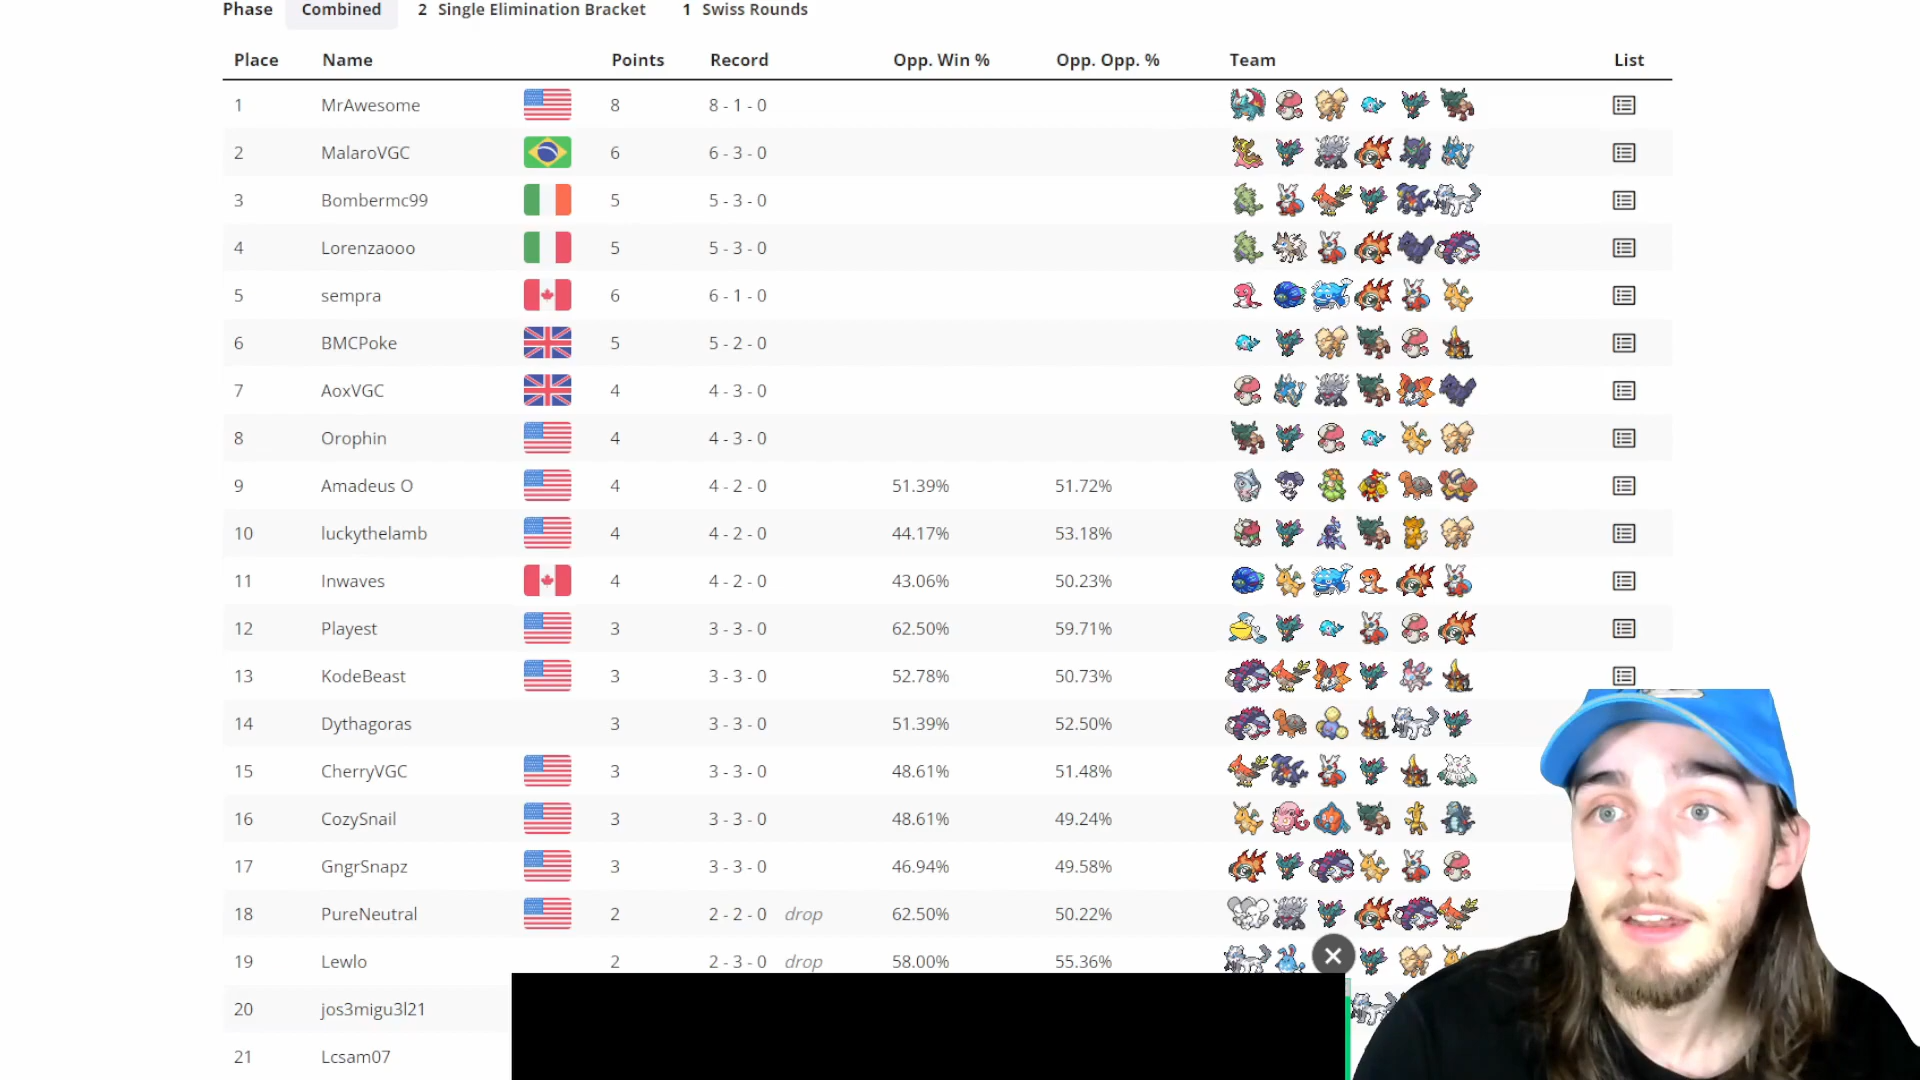 Phase Combined 2 Single Elimination Bracket 1 Swiss Rounds
Place Name Points Record Opp. Win % Opp. Opp. % Team List
1 MrAwesome 8 8 - 1 - 0
2 MalaroVGC 6 6 - 3 - 0
3 Bombermc99 5 5 - 3 - 0
4 Lorenzaooo 5 5 - 3 - 0
5 sempra 6 6 - 1 - 0
6 BMCPoke 5 5 - 2 - 0
7 AoxVGC 4 4 - 3 - 0
8 Orophin 4 4 - 3 - 0
9 Amadeus O 4 4 - 2 - 0 51.39% 51.72%
10 luckythelamb 4 4 - 2 - 0 44.17% 53.18%
11 Inwaves 4 4 - 2 - 0 43.06% 50.23%
12 Playest 3 3 - 3 - 0 62.50% 59.71%
13 KodeBeast 3 3 - 3 - 0 52.78% 50.73%
14 Dythagoras 3 3 - 3 - 0 51.39% 52.50%
15 CherryVGC 3 3 - 3 - 0 48.61% 51.48%
16 CozySnail 3 3 - 3 - 0 48.61% 49.24%
17 GngrSnapz 3 3 - 3 - 0 46.94% 49.58%
18 PureNeutral 2 2 - 2 - 0 drop 62.50% 50.22%
19 Lewlo 2 2 - 3 - 0 drop 58.00% 55.36%
20 jos3migu3l21
21 Lcsam07